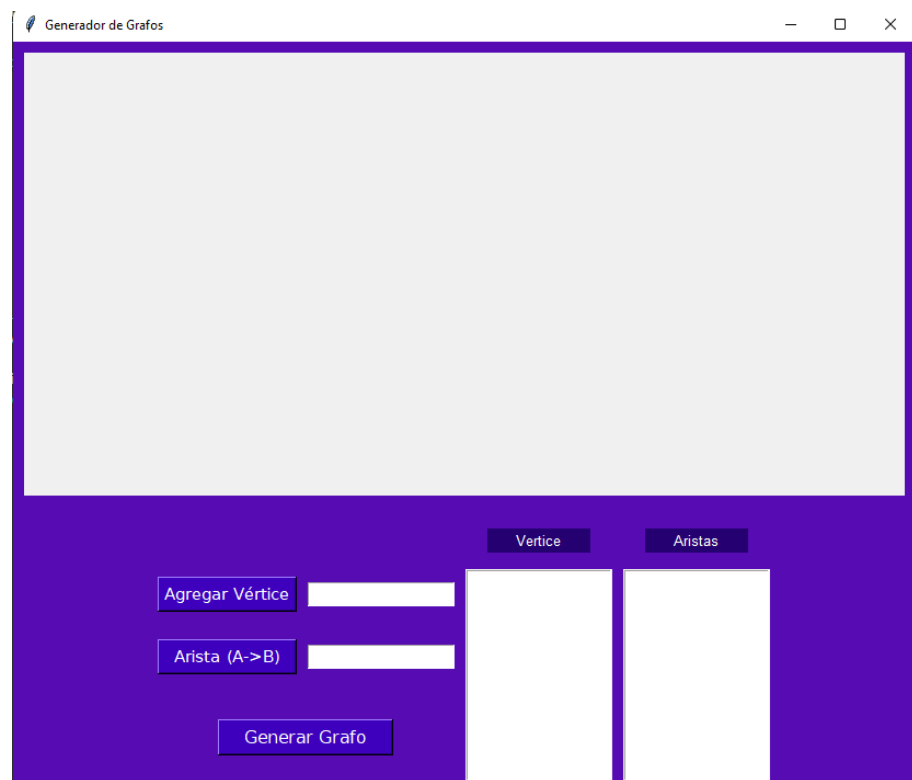 Generador de Grafos
Vertice
Aristas
Agregar Vértice
Arista (A->B)
Generar Grafo